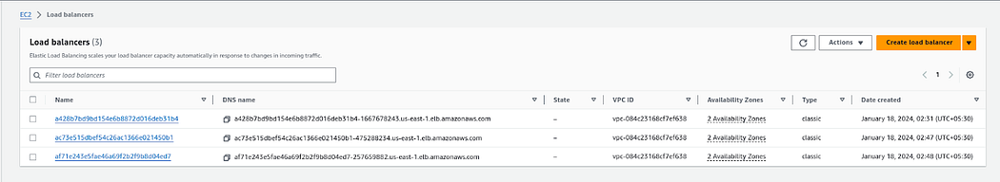 EC2 > Load balancers
Load balancers (3)
Actions
Create load balancer
Elastic Load Balancing scales your load balancer capacity automatically in response to changes in incoming traffic.
Filter load balancers
1
Name DNS name State VPC ID Availability Zones Type Date created
a428b7bd9bd154e6b8872d016deb31b4 a428b7bd9bd154e6b8872d016deb31b4-1667678243.us-east-1.elb.amazonaws.com – vpc-084c23168cf7ef638 2 Availability Zones classic January 18, 2024, 02:31 (UTC+05:30)
ac73e515dbef54c26ac1366e021450b1 ac73e515dbef54c26ac1366e021450b1-475288234.us-east-1.elb.amazonaws.com – vpc-084c23168cf7ef638 2 Availability Zones classic January 18, 2024, 02:47 (UTC+05:30)
af71e243e5fae46a69f2b2f9b8d04ed7 af71e243e5fae46a69f2b2f9b8d04ed7-257659882.us-east-1.elb.amazonaws.com – vpc-084c23168cf7ef638 2 Availability Zones classic January 18, 2024, 02:48 (UTC+05:30)